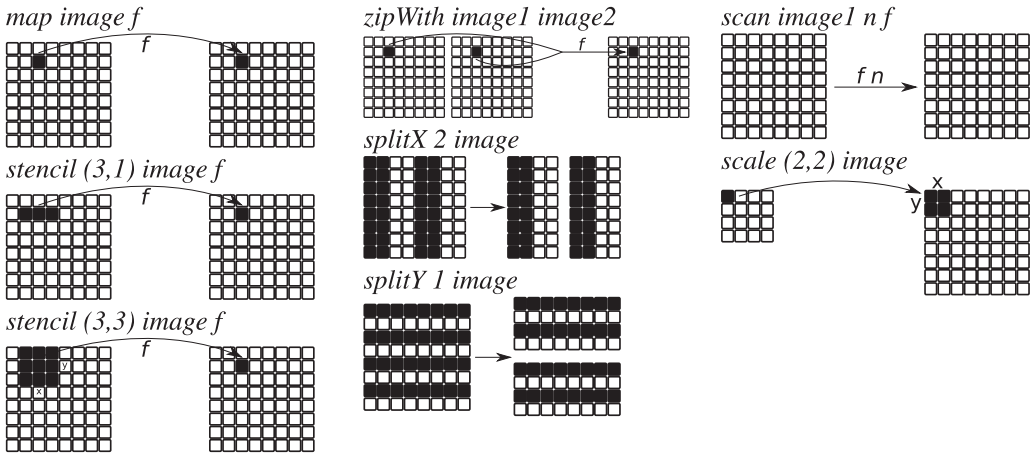 map image f
f
stencil (3,1) image f
f
stencil (3,3) image f
f
y
x
zipWith image1 image2
f
splitX 2 image
splitY 1 image
scan image1 n f
f n
scale (2,2) image
x
y